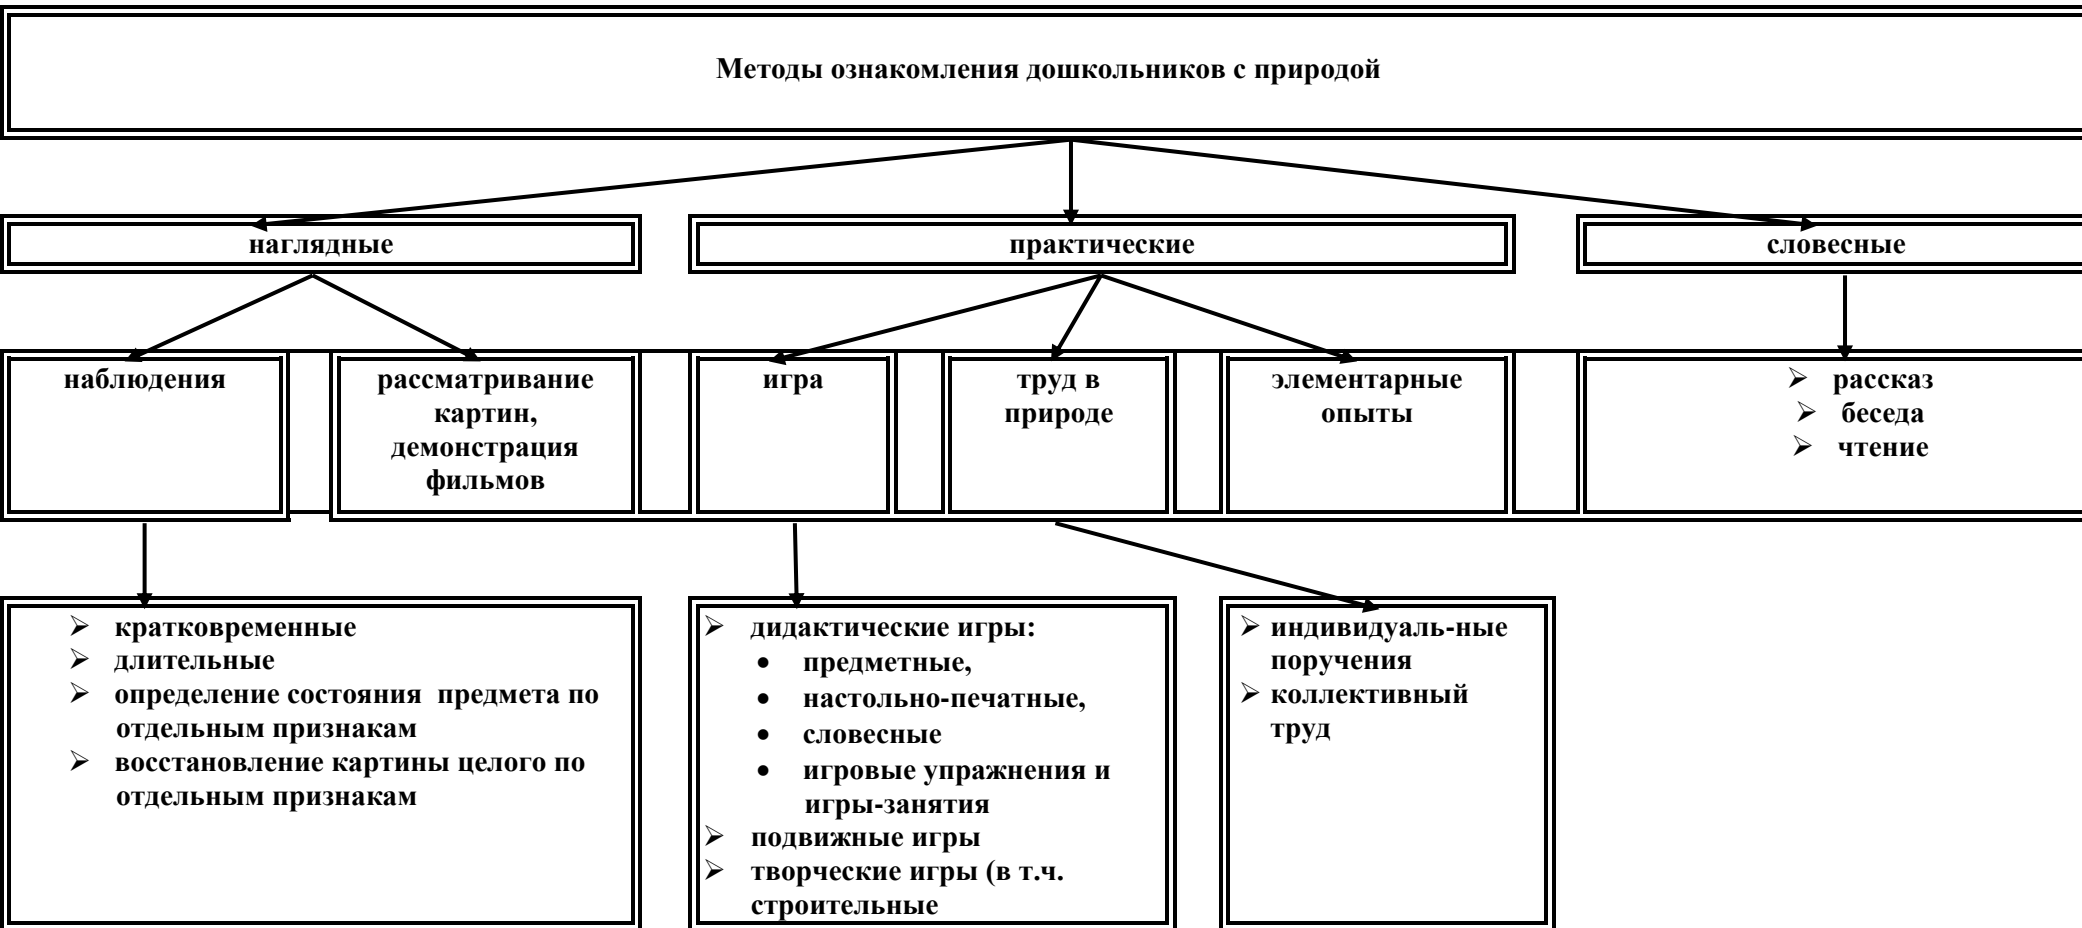 Методы ознакомления дошкольников с природой
наглядные
практические
словесные
наблюдения
рассматривание
картин,
демонстрация
фильмов
игра
труд в
природе
элементарные
опыты
➢ рассказ
➢ беседа
➢ чтение
➢ кратковременные
➢ длительные
➢ определение состояния предмета по
отдельным признакам
➢ восстановление картины целого по
отдельным признакам
➢ дидактические игры:
• предметные,
• настольно-печатные,
• словесные
• игровые упражнения и
игры-занятия
➢ подвижные игры
➢ творческие игры (в т.ч.
строительные
➢ индивидуаль-ные
поручения
➢ коллективный
труд